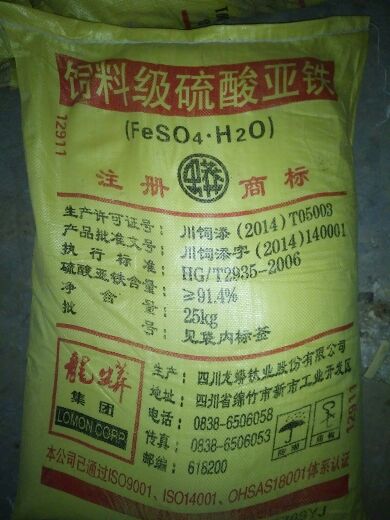 饲料级硫酸亚铁
(FeSO4·H2O)
12911
注册 商标
生产许可证号: 川饲添(2014)T05003
产品批准文号: 川饲添字(2014)140001
执行标准: HG/T2935-2006
硫酸亚铁含量: ≥91.4%
净含量: 25kg
批号: 见袋内标签
龍蟒
集团
LOMON CORP
生产: 四川龙蟒钛业股份有限公司
地址: 四川省绵竹市新市工业开发区
电话: 0838-6506058
传真: 0838-6506053
邮编: 618200
12911
本公司已通过ISO9001、ISO14001、OHSAS18001体系认证